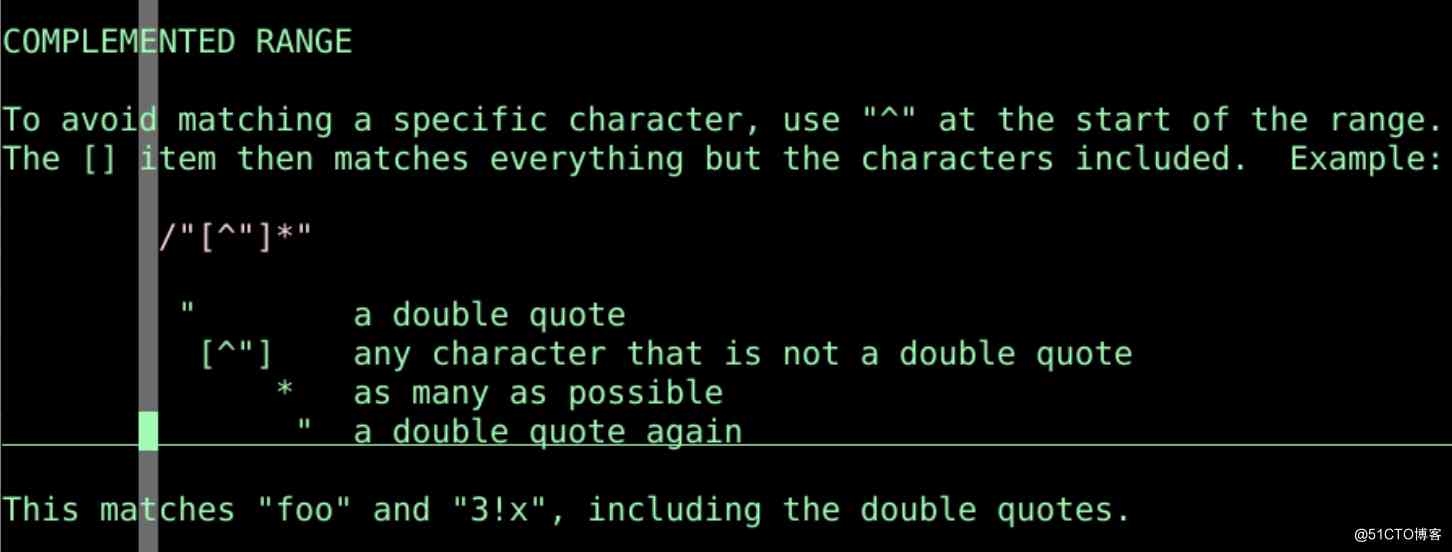 COMPLEMENTED RANGE
To avoid matching a specific character, use "^" at the start of the range.
The [] item then matches everything but the characters included.  Example:
/"[^"]*"
"        a double quote
[^"]    any character that is not a double quote
*   as many as possible
"  a double quote again
This matches "foo" and "3!x", including the double quotes.
@51CTO博客